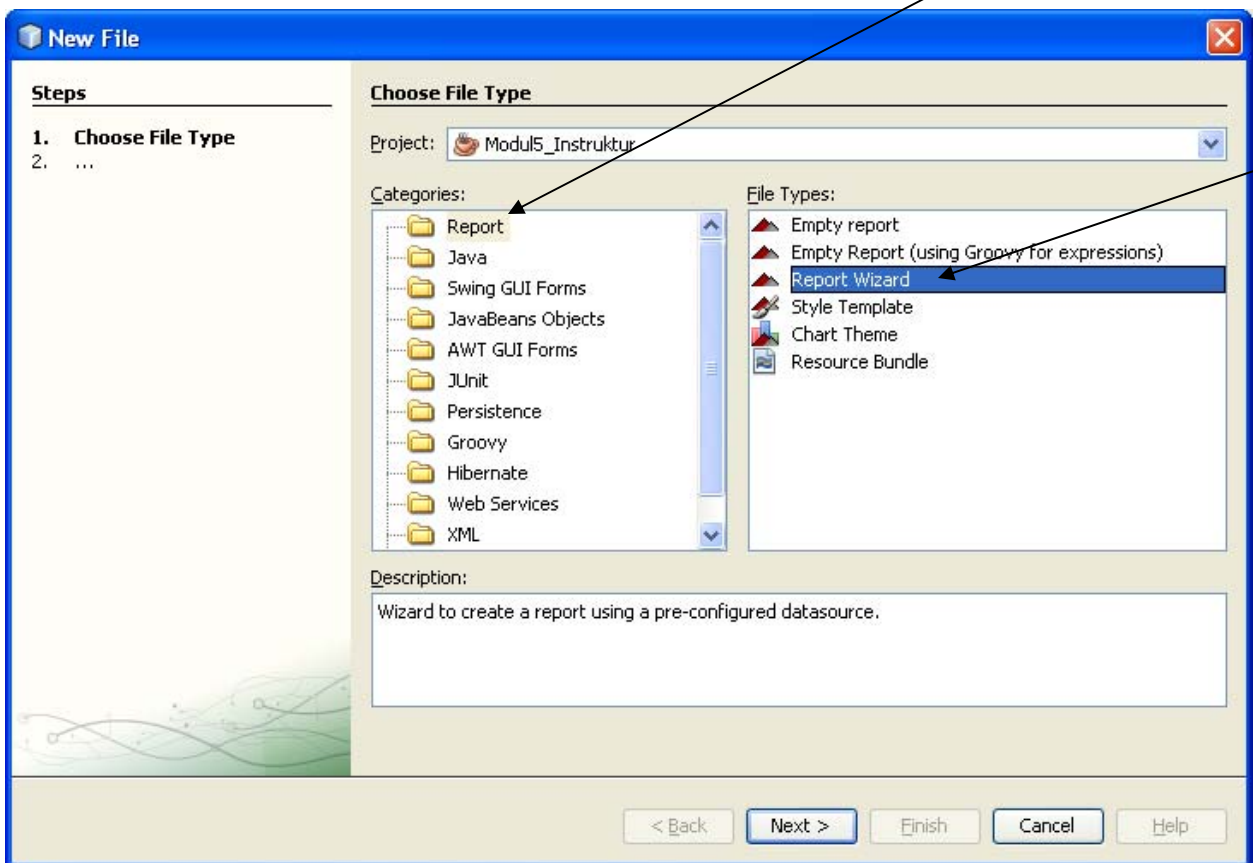 New File
Steps
1. Choose File Type
2. ...
Choose File Type
Project: Modul5_Instruktur
Categories:
Report
Java
Swing GUI Forms
JavaBeans Objects
AWT GUI Forms
JUnit
Persistence
Groovy
Hibernate
Web Services
XML
File Types:
Empty report
Empty Report (using Groovy for expressions)
Report Wizard
Style Template
Chart Theme
Resource Bundle
Description:
Wizard to create a report using a pre-configured datasource.
< Back Next > Finish Cancel Help